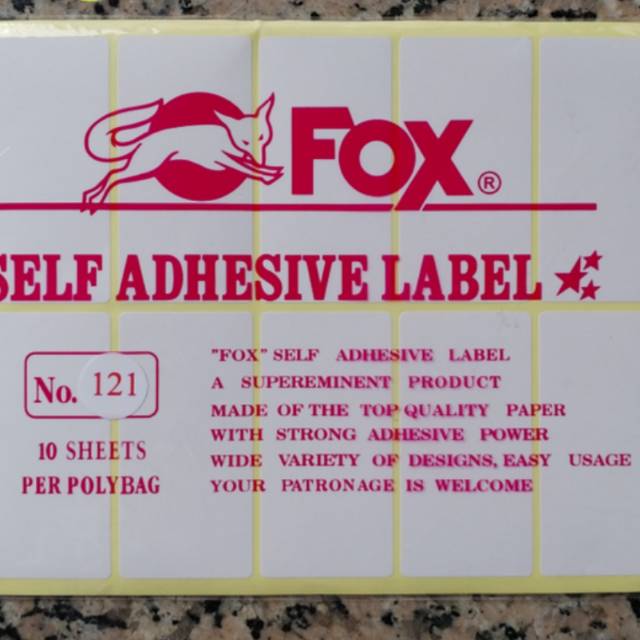 FOX®
SELF ADHESIVE LABEL
No. 121
10 SHEETS
PER POLYBAG
"FOX" SELF ADHESIVE LABEL
A SUPEREMINENT PRODUCT
MADE OF THE TOP QUALITY PAPER
WITH STRONG ADHESIVE POWER
WIDE VARIETY OF DESIGNS, EASY USAGE
YOUR PATRONAGE IS WELCOME